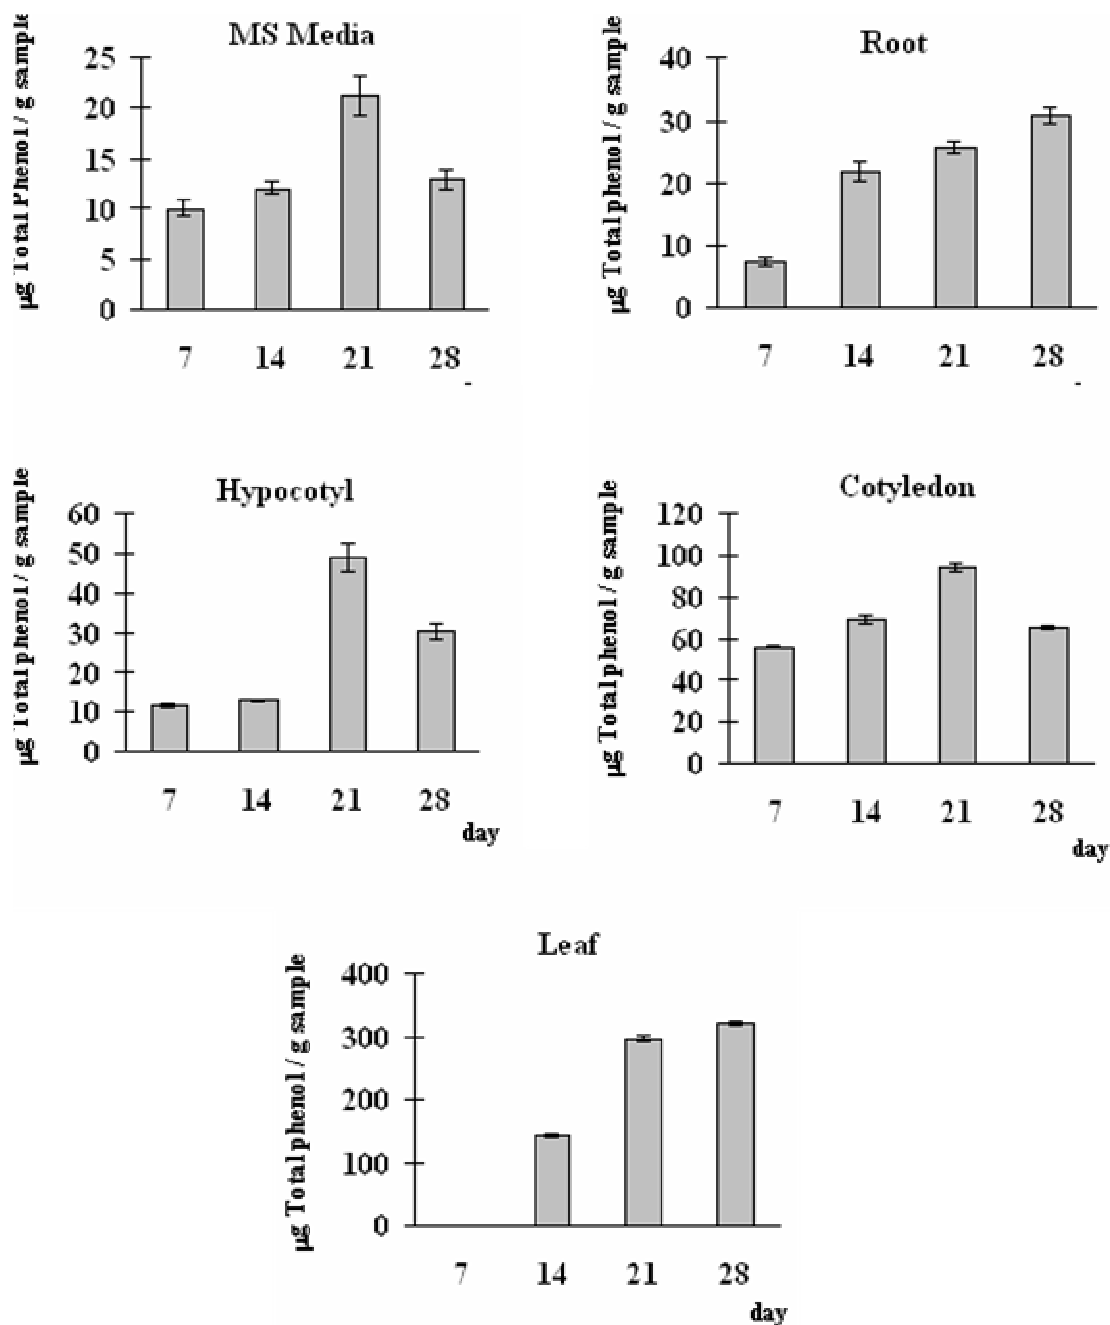 MS Media
µg Total Phenol / g sample
25
20
15
10
5
0
7 14 21 28
Root
µg Total phenol / g sample
40
30
20
10
0
7 14 21 28
Hypocotyl
µg Total phenol / g sample
60
50
40
30
20
10
0
7 14 21 28
day
Cotyledon
µg Total phenol / g sample
120
100
80
60
40
20
0
7 14 21 28
day
Leaf
µg Total phenol / g sample
400
300
200
100
0
7 14 21 28
day